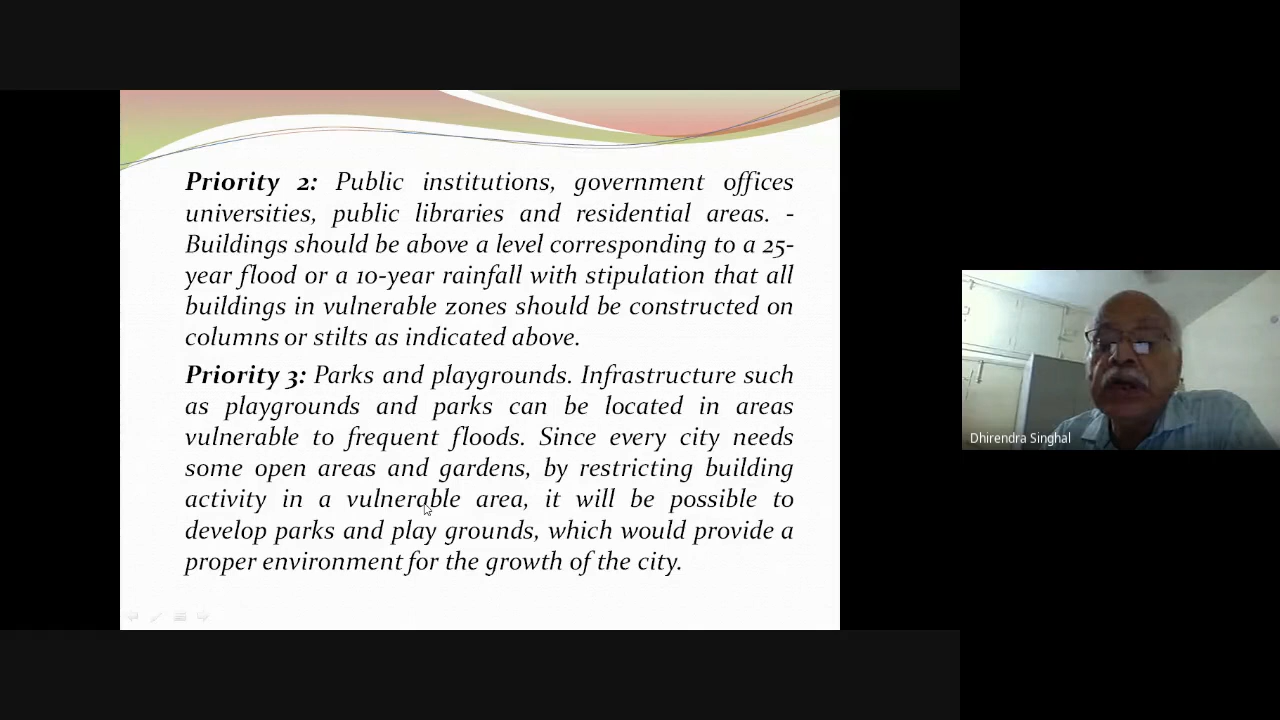 Priority 2: Public institutions, government offices
universities, public libraries and residential areas. -
Buildings should be above a level corresponding to a 25-
year flood or a 10-year rainfall with stipulation that all
buildings in vulnerable zones should be constructed on
columns or stilts as indicated above.
Priority 3: Parks and playgrounds. Infrastructure such
as playgrounds and parks can be located in areas
vulnerable to frequent floods. Since every city needs
some open areas and gardens, by restricting building
activity in a vulnerable area, it will be possible to
develop parks and play grounds, which would provide a
proper environment for the growth of the city.
Dhirendra Singhal